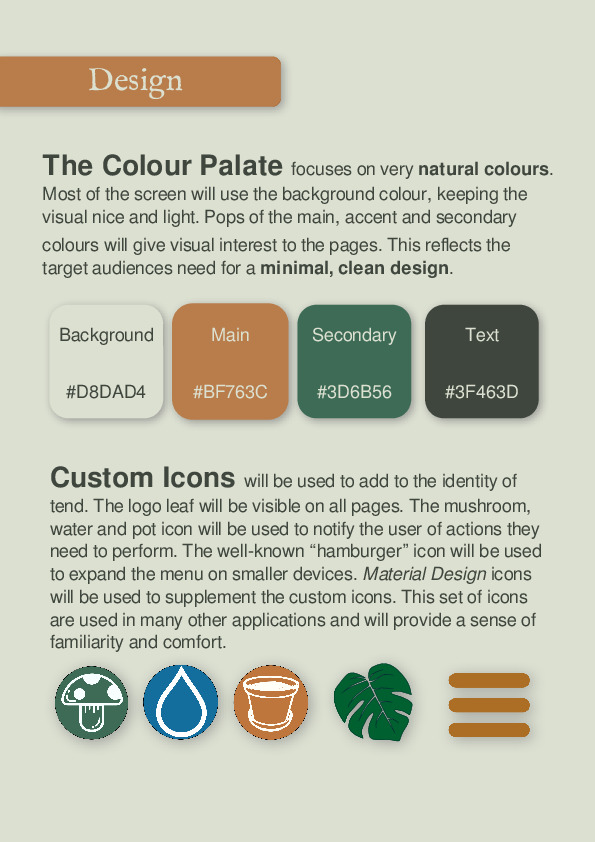 Design
The Colour Palate focuses on very natural colours.
Most of the screen will use the background colour, keeping the
visual nice and light. Pops of the main, accent and secondary
colours will give visual interest to the pages. This reflects the
target audiences need for a minimal, clean design.
Background
#D8DAD4
Main
#BF763C
Secondary
#3D6B56
Text
#3F463D
Custom Icons will be used to add to the identity of
tend. The logo leaf will be visible on all pages. The mushroom,
water and pot icon will be used to notify the user of actions they
need to perform. The well-known “hamburger” icon will be used
to expand the menu on smaller devices. Material Design icons
will be used to supplement the custom icons. This set of icons
are used in many other applications and will provide a sense of
familiarity and comfort.